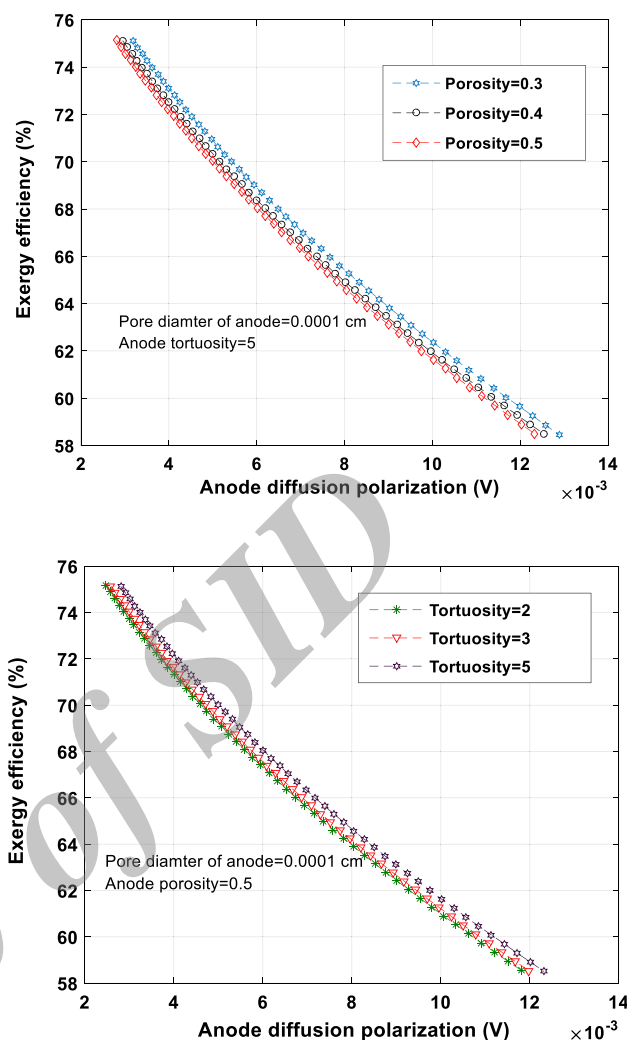 76
74
72
70
68
66
64
62
60
58
Exergy efficiency (%)
Porosity=0.3
Porosity=0.4
Porosity=0.5
Pore diamter of anode=0.0001 cm
Anode tortuosity=5
2 4 6 8 10 12 14
Anode diffusion polarization (V)
×10-3
76
74
72
70
68
66
64
62
60
58
Exergy efficiency (%)
Tortuosity=2
Tortuosity=3
Tortuosity=5
Pore diamter of anode=0.0001 cm
Anode porosity=0.5
2 4 6 8 10 12 14
Anode diffusion polarization (V)
×10-3
of SID